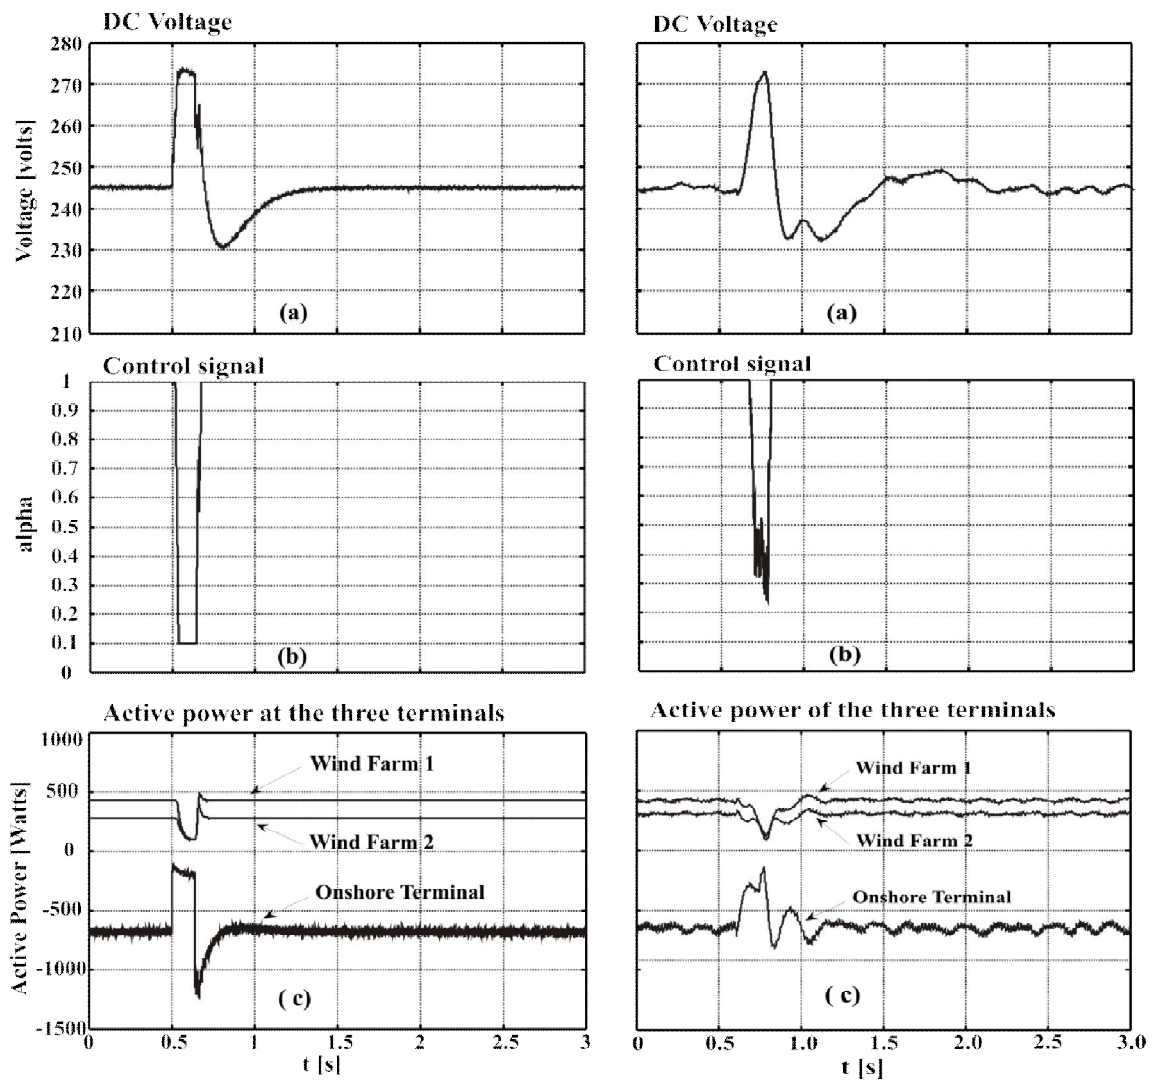 DC Voltage
280
270
260
250
240
230
220
210
Voltage [volts]
(a)
Control signal
1
0.9
0.8
0.7
0.6
0.5
0.4
0.3
0.2
0.1
0
alpha
(b)
Active power at the three terminals
1000
500
0
-500
-1000
-1500
Active Power [Watts]
Wind Farm 1
Wind Farm 2
Onshore Terminal
( c)
0 0.5 1 1.5 2 2.5 3
t [s]
DC Voltage
(a)
Control signal
(b)
Active power of the three terminals
Wind Farm 1
Wind Farm 2
Onshore Terminal
( c)
0 0.5 1.0 1.5 2.0 2.5 3.0
t [s]